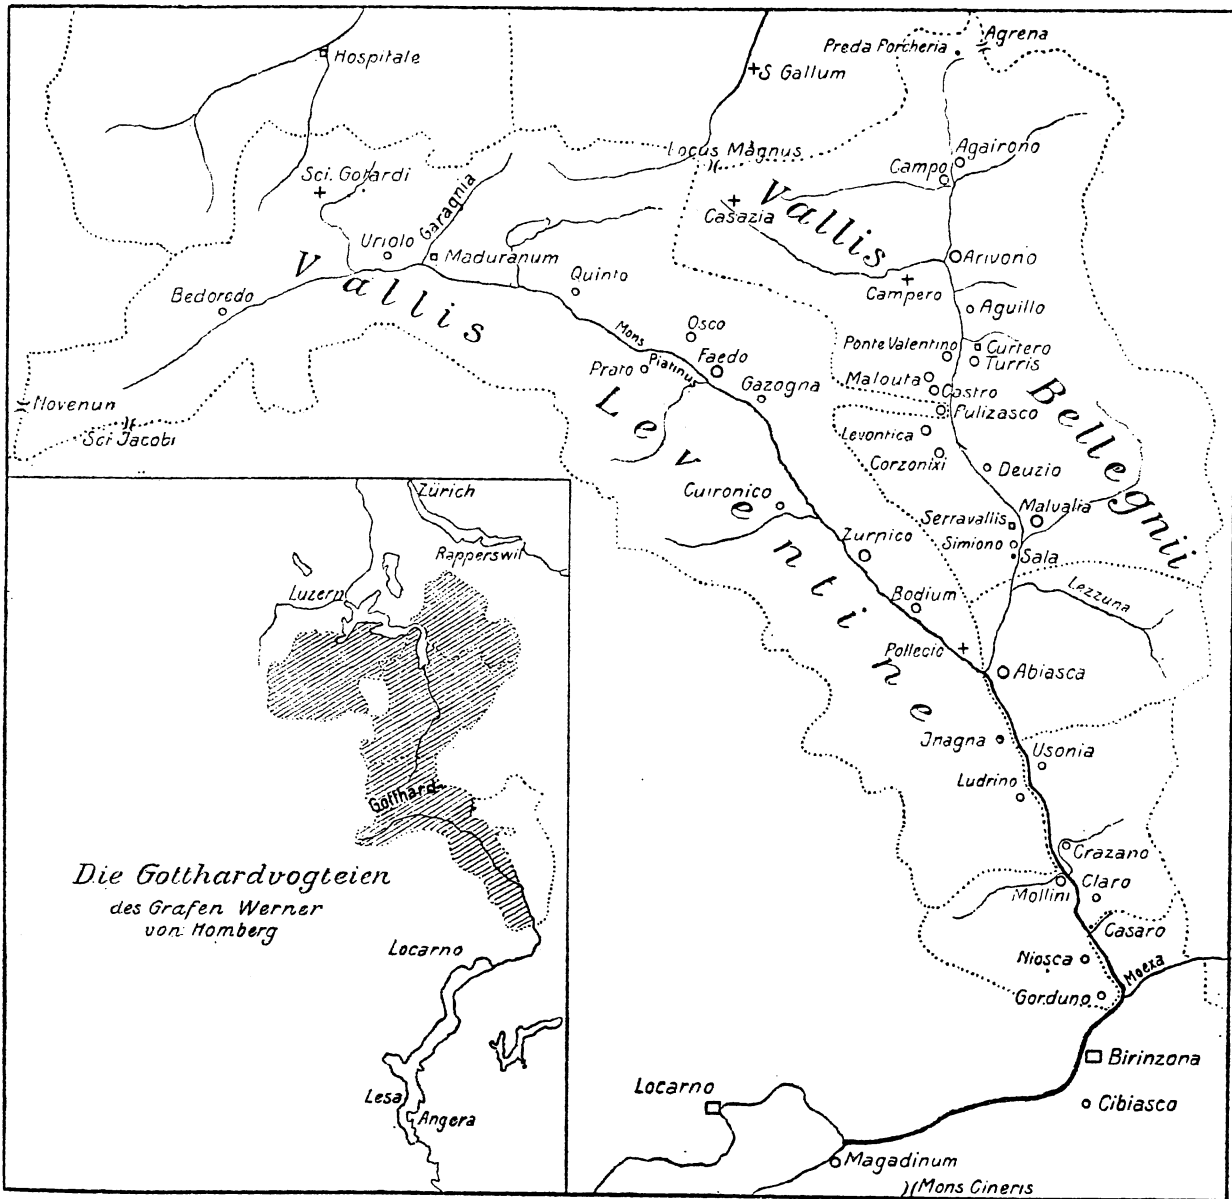 Hospitale
Preda Porcheria
Agrena
S Gallum
Locus Magnus
Agairono
Campo
Sci. Gotardi
Garagnia
Vallis
Casazia
Uriolo
Maduranum
Arivono
Campero
Quinto
Bedoredo
Vallis
Aguillo
Osco
Mons
Piatinus
Ponte Valentino
Curtero
Turris
Faedo
Prato
Malouta
Castro
Gazogna
Pulizasco
Bellegnii
Novenun
Sci Jacobi
Leventine
Levontica
Corzonixi
Deuzio
Cuironico
Malvalia
Serravallis
Simiono
Sala
Zurnico
Bodium
Lezzuna
Pollegio
Abiasca
Jnagna
Usonia
Ludrino
Crazano
Mollini
Claro
Casaro
Niosca
Moexa
Gorduno
Birinzona
Locarno
Cibiasco
Magadinum
Mons Cineris
Zürich
Rapperswil
Luzern
Gotthard
Die Gotthardvogteien
des Grafen Werner
von Homberg
Locarno
Lesa
Angera